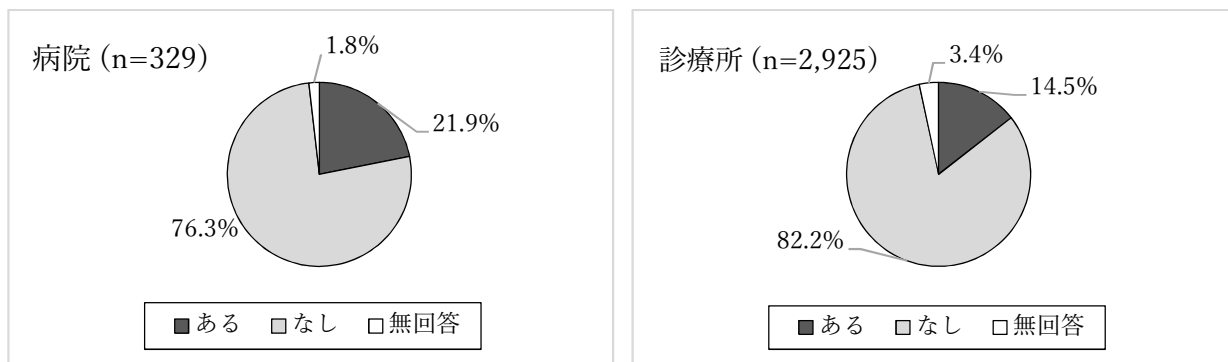 病院 (n=329)
1.8%
21.9%
76.3%
■ある □なし □無回答
診療所 (n=2,925)
3.4%
14.5%
82.2%
■ある □なし □無回答